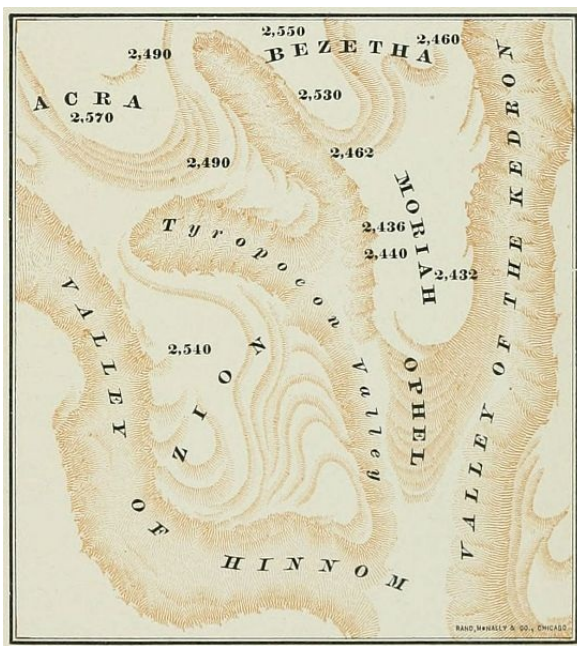 2,550
BEZETHA
2,460
2,490
ACRA
2,570
2,530
2,490
2,462
MORIAH
2,436
2,440
2,432
Tyropocon Valley
VALLEY OF THE KEDRON
VALLEY OF HINNOM
2,540
ZION
OPHEL
RAND, McNALLY & CO., CHICAGO.